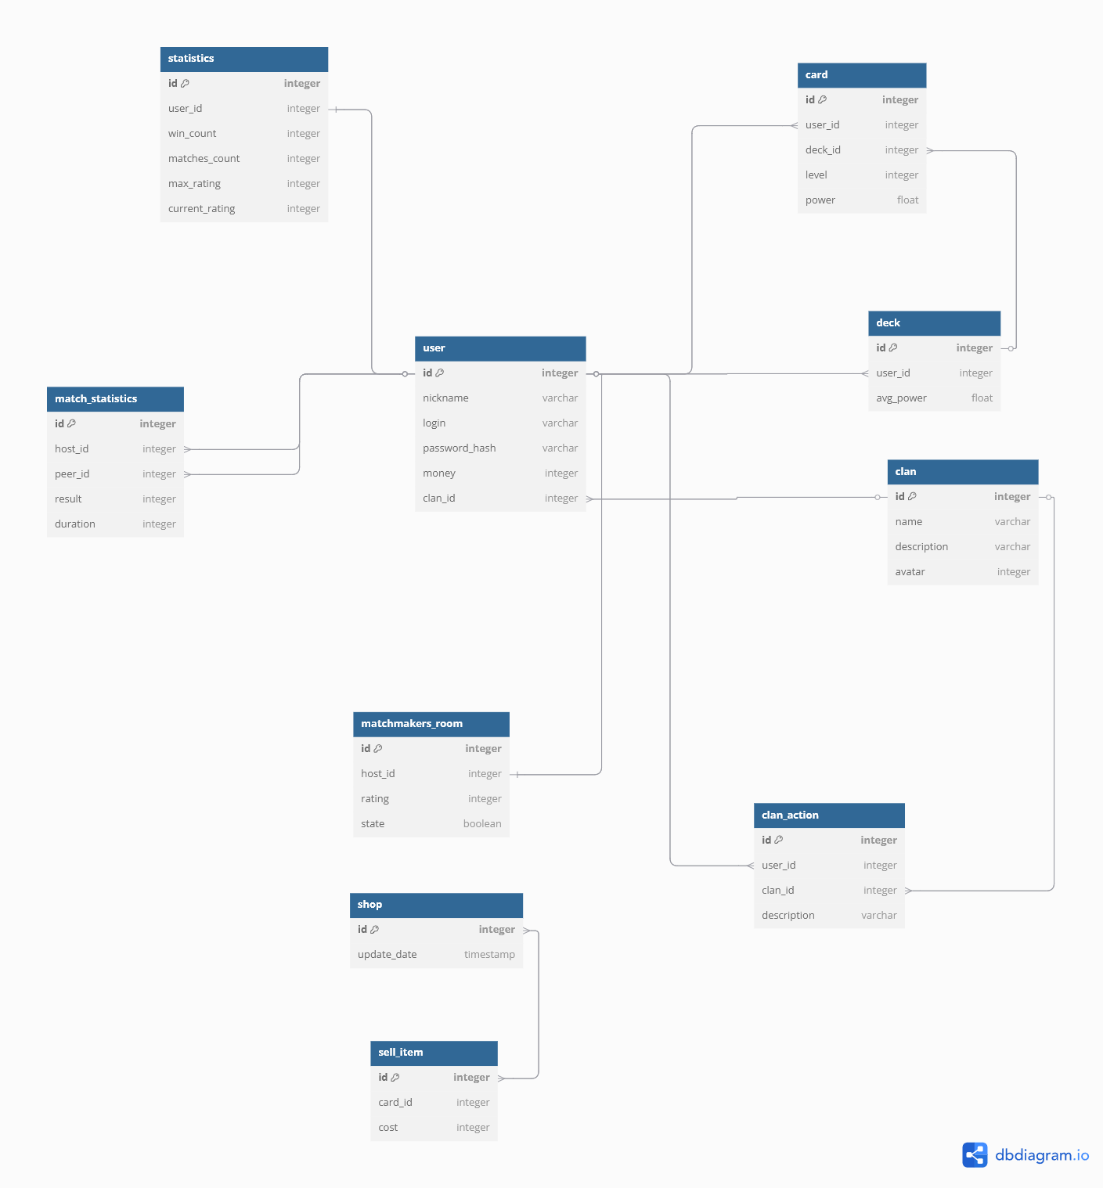 statistics
id integer
user_id integer
win_count integer
matches_count integer
max_rating integer
current_rating integer
card
id integer
user_id integer
deck_id integer
level integer
power float
deck
id integer
user_id integer
avg_power float
user
id integer
nickname varchar
login varchar
password_hash varchar
money integer
clan_id integer
match_statistics
id integer
host_id integer
peer_id integer
result integer
duration integer
clan
id integer
name varchar
description varchar
avatar integer
matchmakers_room
id integer
host_id integer
rating integer
state boolean
clan_action
id integer
user_id integer
clan_id integer
description varchar
shop
id integer
update_date timestamp
sell_item
id integer
card_id integer
cost integer
dbdiagram.io